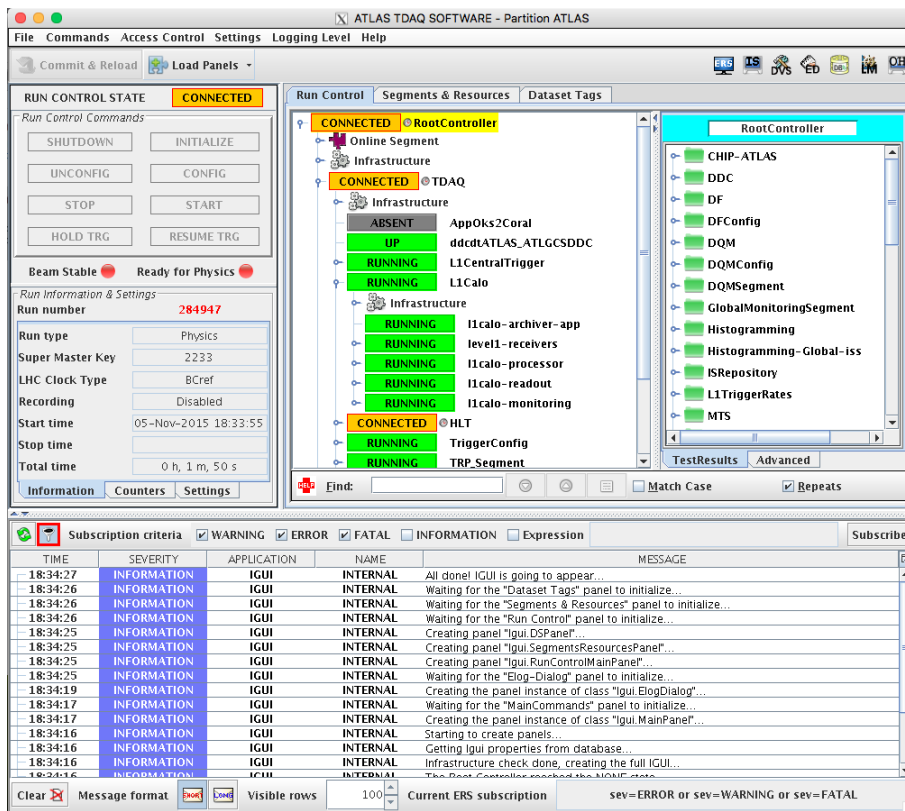 ATLAS TDAQ SOFTWARE - Partition ATLAS
File Commands Access Control Settings Logging Level Help
Commit & Reload Load Panels
ERS IS DVS ED DB LM OH
RUN CONTROL STATE CONNECTED
Run Control Commands
SHUTDOWN INITIALIZE
UNCONFIG CONFIG
STOP START
HOLD TRG RESUME TRG
Beam Stable Ready for Physics
Run Information & Settings
Run number 284947
Run type Physics
Super Master Key 2233
LHC Clock Type BCref
Recording Disabled
Start time 05-Nov-2015 18:33:55
Stop time
Total time 0 h, 1 m, 50 s
Information Counters Settings
Run Control Segments & Resources Dataset Tags
CONNECTED RootController
Online Segment
Infrastructure
CONNECTED TDAQ
Infrastructure
ABSENT AppOks2Coral
UP ddcdtATLAS_ATLGCSDDC
RUNNING L1CentralTrigger
RUNNING L1Calo
Infrastructure
RUNNING l1calo-archiver-app
RUNNING level1-receivers
RUNNING l1calo-processor
RUNNING l1calo-readout
RUNNING l1calo-monitoring
CONNECTED HLT
RUNNING TriggerConfig
RUNNING TRP_Segment
RootController
CHIP-ATLAS
DDC
DF
DFConfig
DQM
DQMConfig
DQMSegment
GlobalMonitoringSegment
Histogramming
Histogramming-Global-iss
ISRepository
L1TriggerRates
MTS
TestResults Advanced
HELP Find: Match Case Repeats
Subscription criteria WARNING ERROR FATAL INFORMATION Expression Subscribe
TIME SEVERITY APPLICATION NAME MESSAGE
18:34:27 INFORMATION IGUI INTERNAL All done! IGUI is going to appear...
18:34:26 INFORMATION IGUI INTERNAL Waiting for the "Dataset Tags" panel to initialize...
18:34:26 INFORMATION IGUI INTERNAL Waiting for the "Segments & Resources" panel to initialize...
18:34:26 INFORMATION IGUI INTERNAL Waiting for the "Run Control" panel to initialize...
18:34:25 INFORMATION IGUI INTERNAL Creating panel "Igui.DSPanel"...
18:34:25 INFORMATION IGUI INTERNAL Creating panel "Igui.SegmentsResourcesPanel"...
18:34:25 INFORMATION IGUI INTERNAL Creating panel "Igui.RunControlMainPanel"...
18:34:25 INFORMATION IGUI INTERNAL Waiting for the "Elog-Dialog" panel to initialize...
18:34:19 INFORMATION IGUI INTERNAL Creating the panel instance of class "Igui.ElogDialog"...
18:34:17 INFORMATION IGUI INTERNAL Waiting for the "MainCommands" panel to initialize...
18:34:17 INFORMATION IGUI INTERNAL Creating the panel instance of class "Igui.MainPanel"...
18:34:16 INFORMATION IGUI INTERNAL Starting to create panels...
18:34:16 INFORMATION IGUI INTERNAL Getting Igui properties from database...
18:34:16 INFORMATION IGUI INTERNAL Infrastructure check done, creating the full IGUI...
18:34:16 INFORMATION IGUI INTERNAL The Root Controller reached the NONE state
Clear Message format SHORT LONG Visible rows 100 Current ERS subscription sev=ERROR or sev=WARNING or sev=FATAL